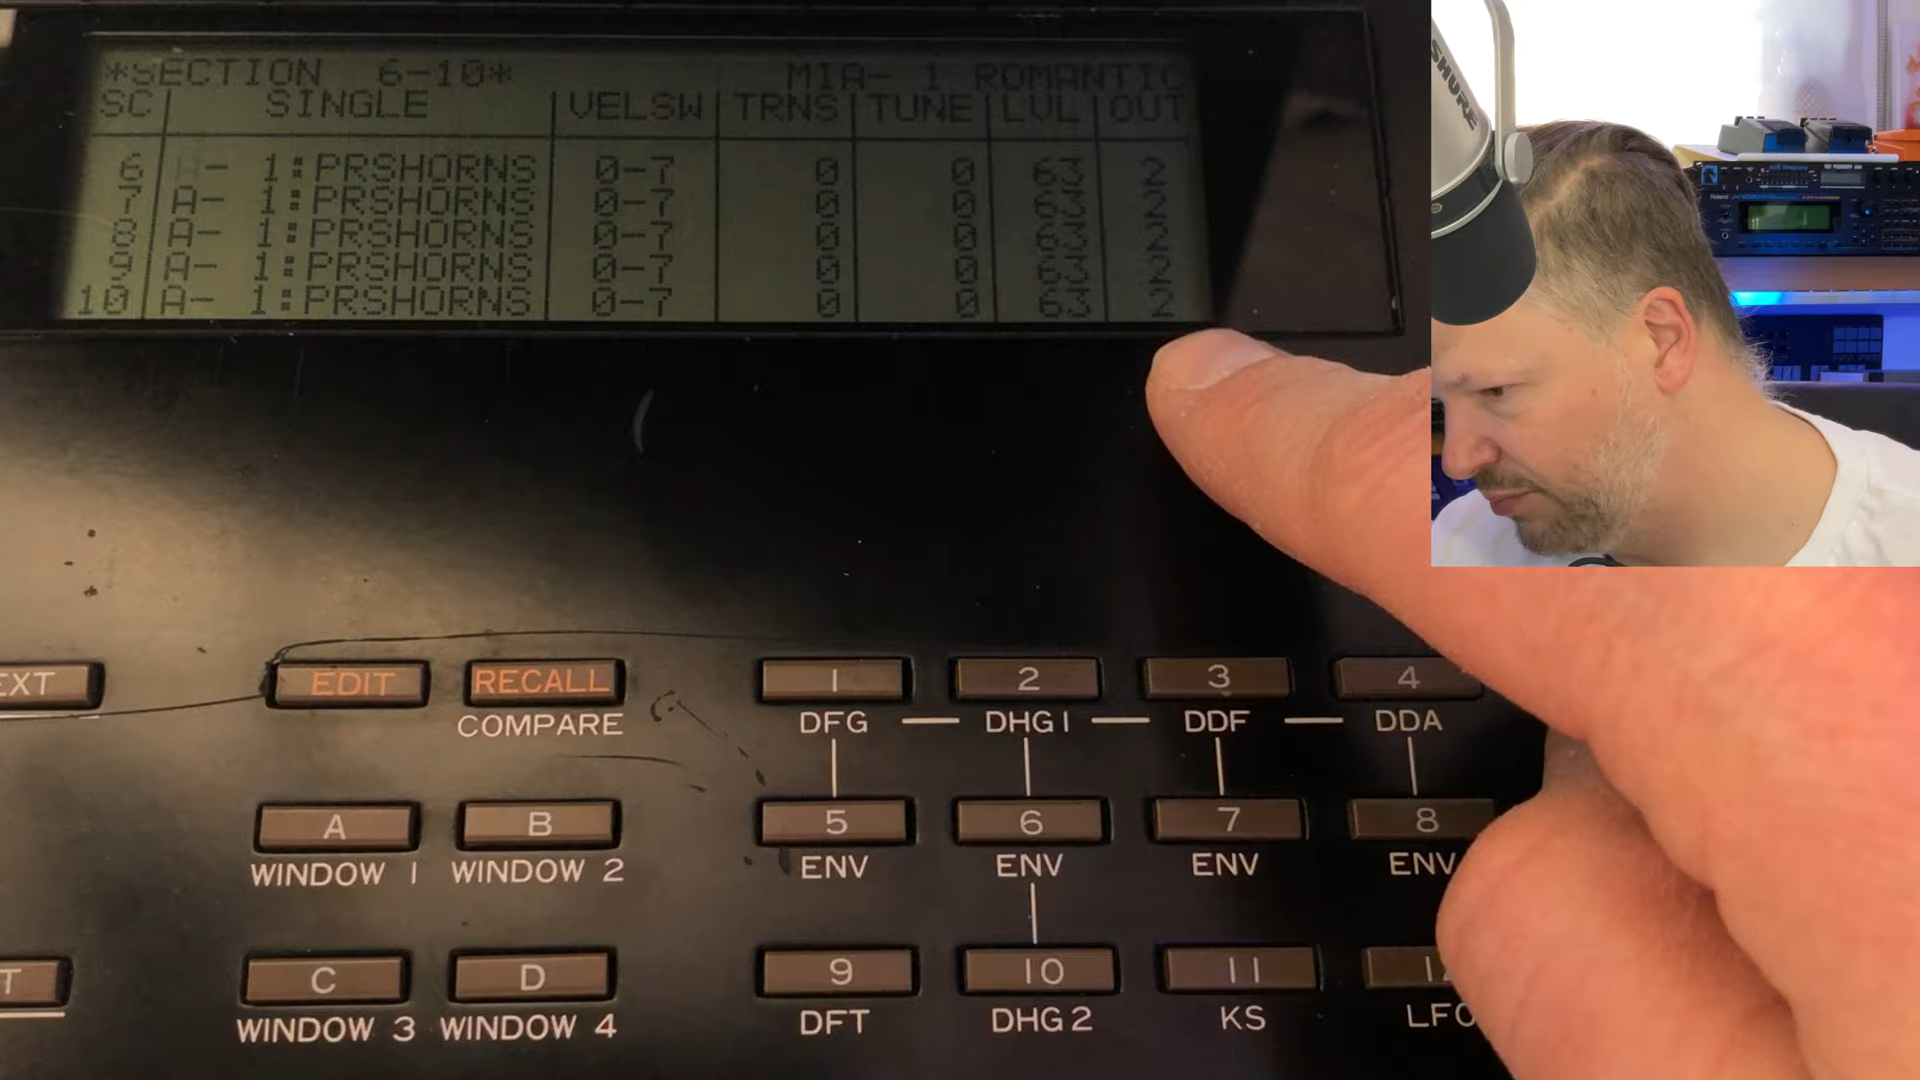 *SECTION 6-10* MIA- 1 ROMANTIC
SC SINGLE VELSW TRNS TUNE LVL OUT
6 A- 1:PRSHORNS 0-7 0 0 63 2
7 A- 1:PRSHORNS 0-7 0 0 63 2
8 A- 1:PRSHORNS 0-7 0 0 63 2
9 A- 1:PRSHORNS 0-7 0 0 63 2
10 A- 1:PRSHORNS 0-7 0 0 63 2
SHURE
Roland
EXT EDIT RECALL 1 2 3 4
COMPARE DFG DHG1 DDF DDA
A B 5 6 7 8
WINDOW 1 WINDOW 2 ENV ENV ENV ENV
T C D 9 10 11 12
WINDOW 3 WINDOW 4 DFT DHG2 KS LFO